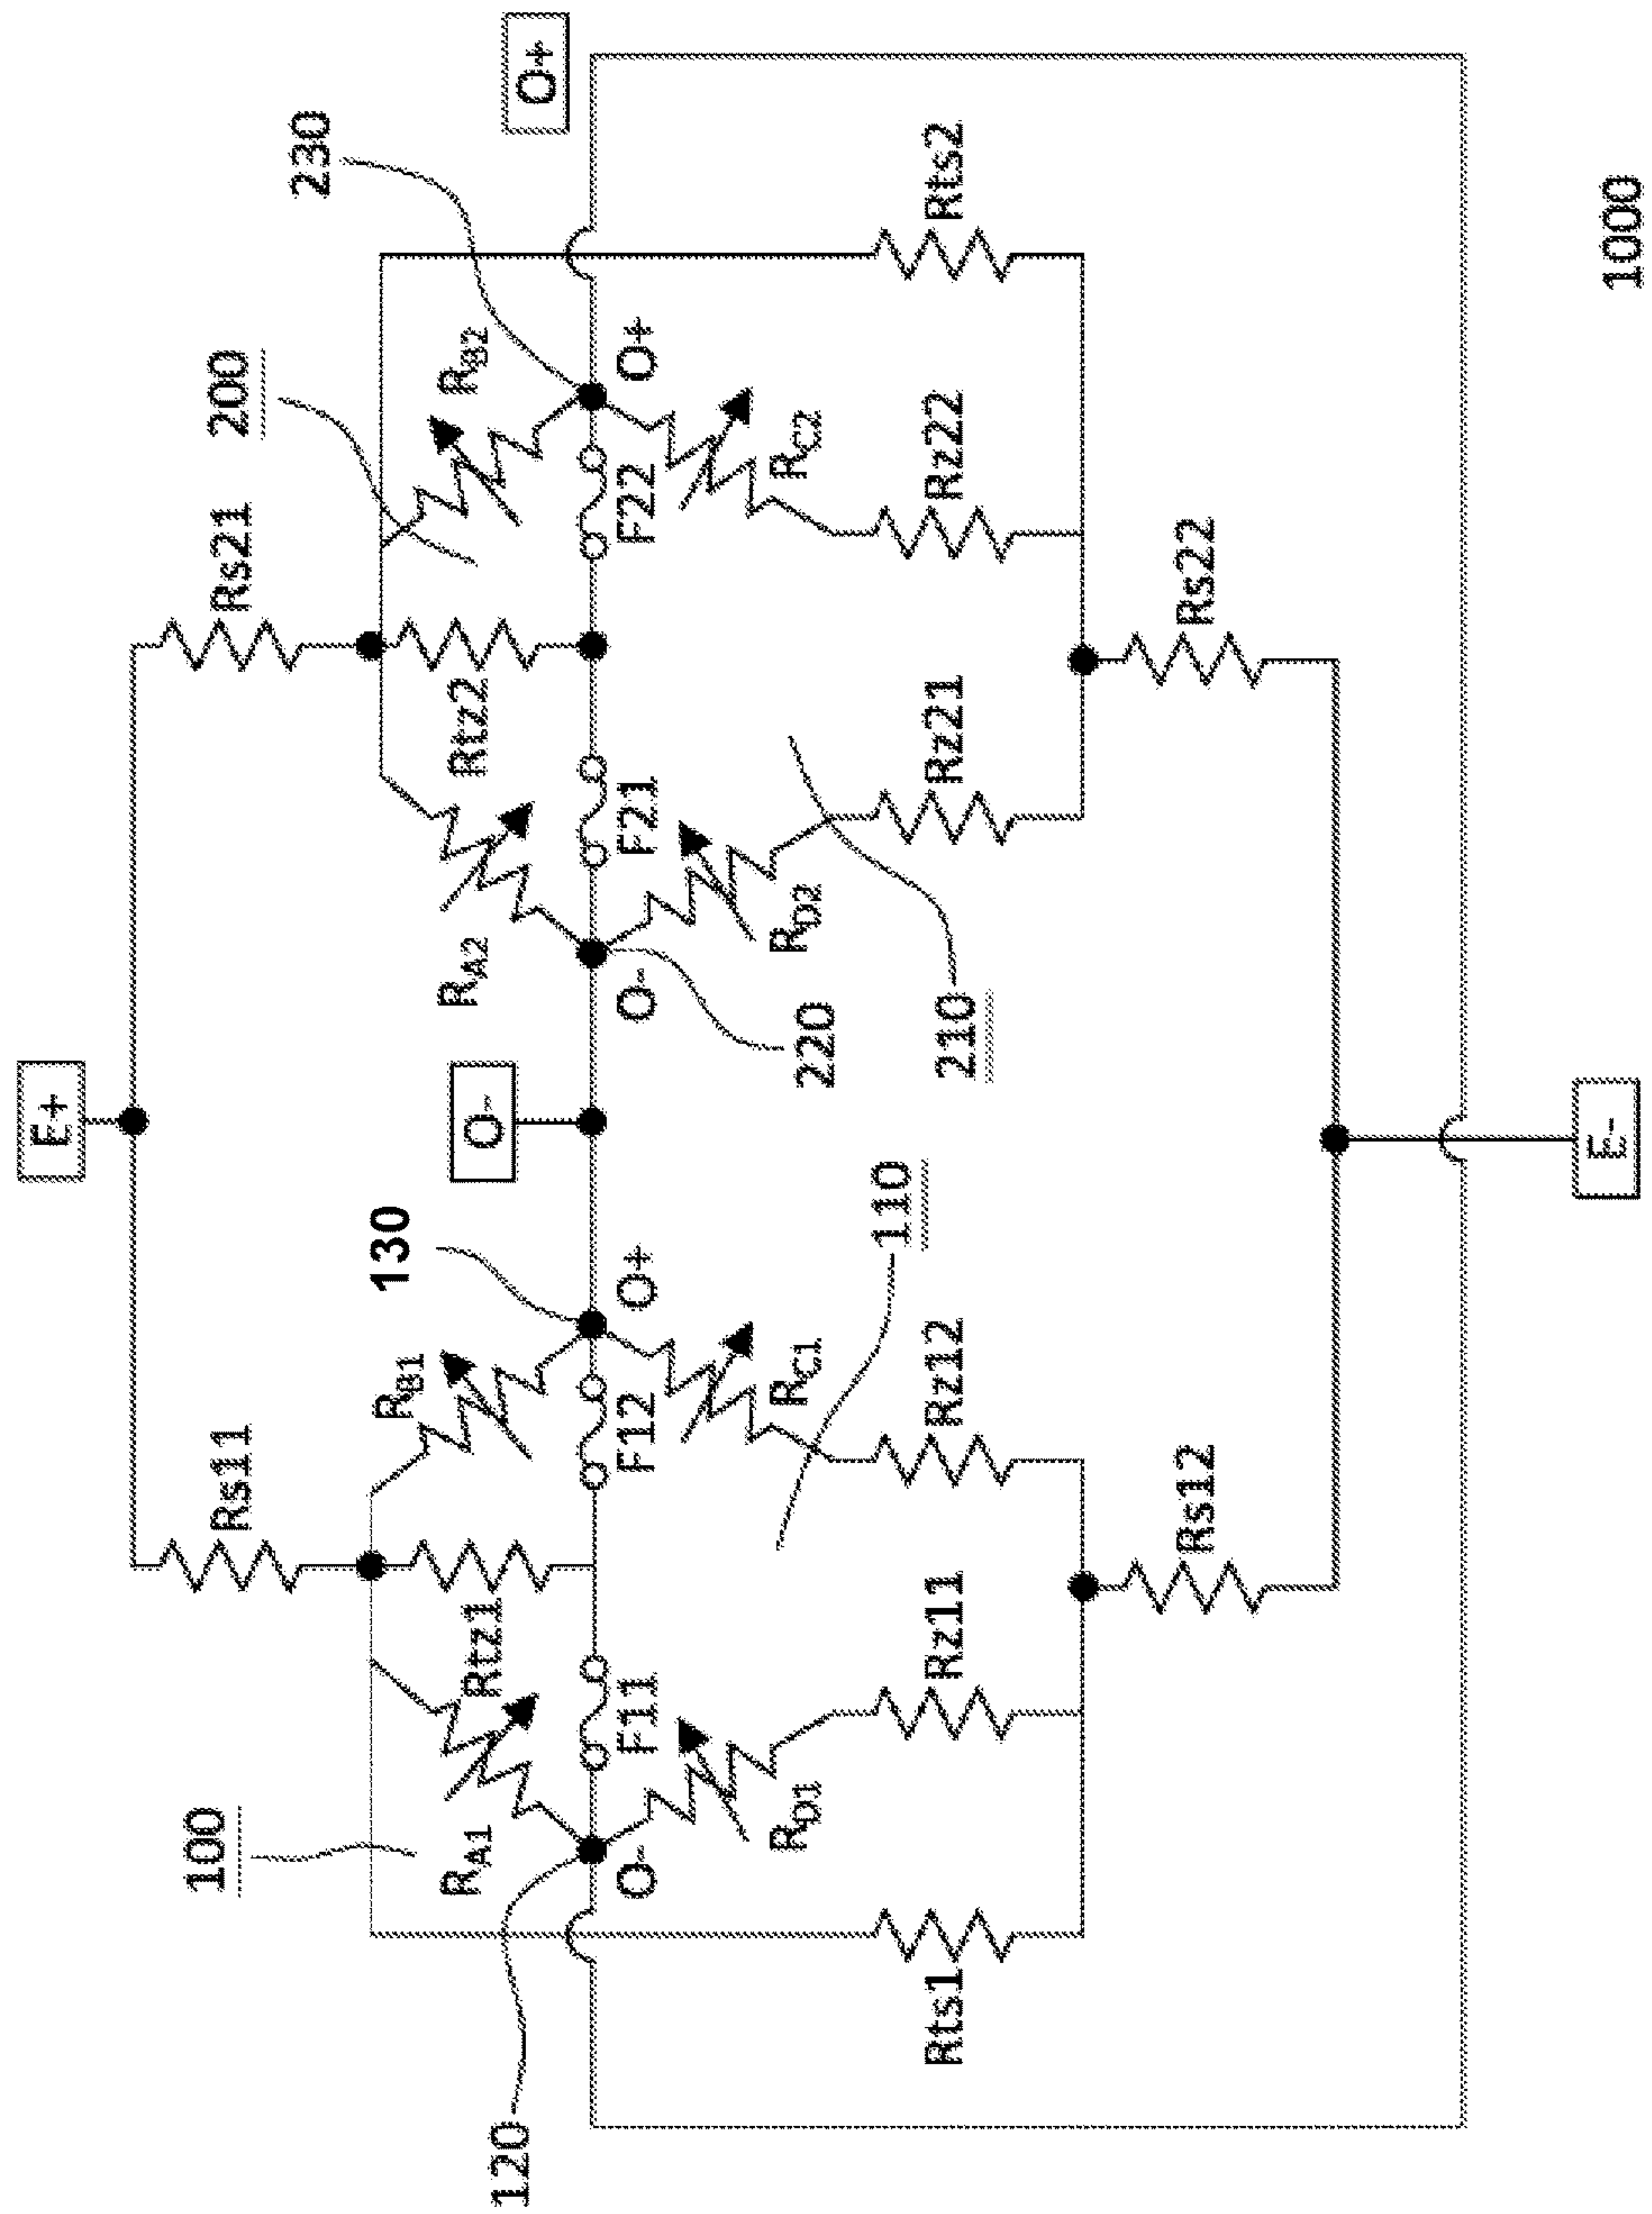 E+
Rs11
Rs21
200
230
O+
100
130
O-
RA1
Rtz1
RB1
RA2
Rtz2
RB2
120
O-
F11
F12
O+
O-
F21
F22
O+
RD1
RC1
220
RD2
RC2
110
210
Rts1
Rz11
Rz12
Rz21
Rz22
Rts2
Rs12
Rs22
E-
1000